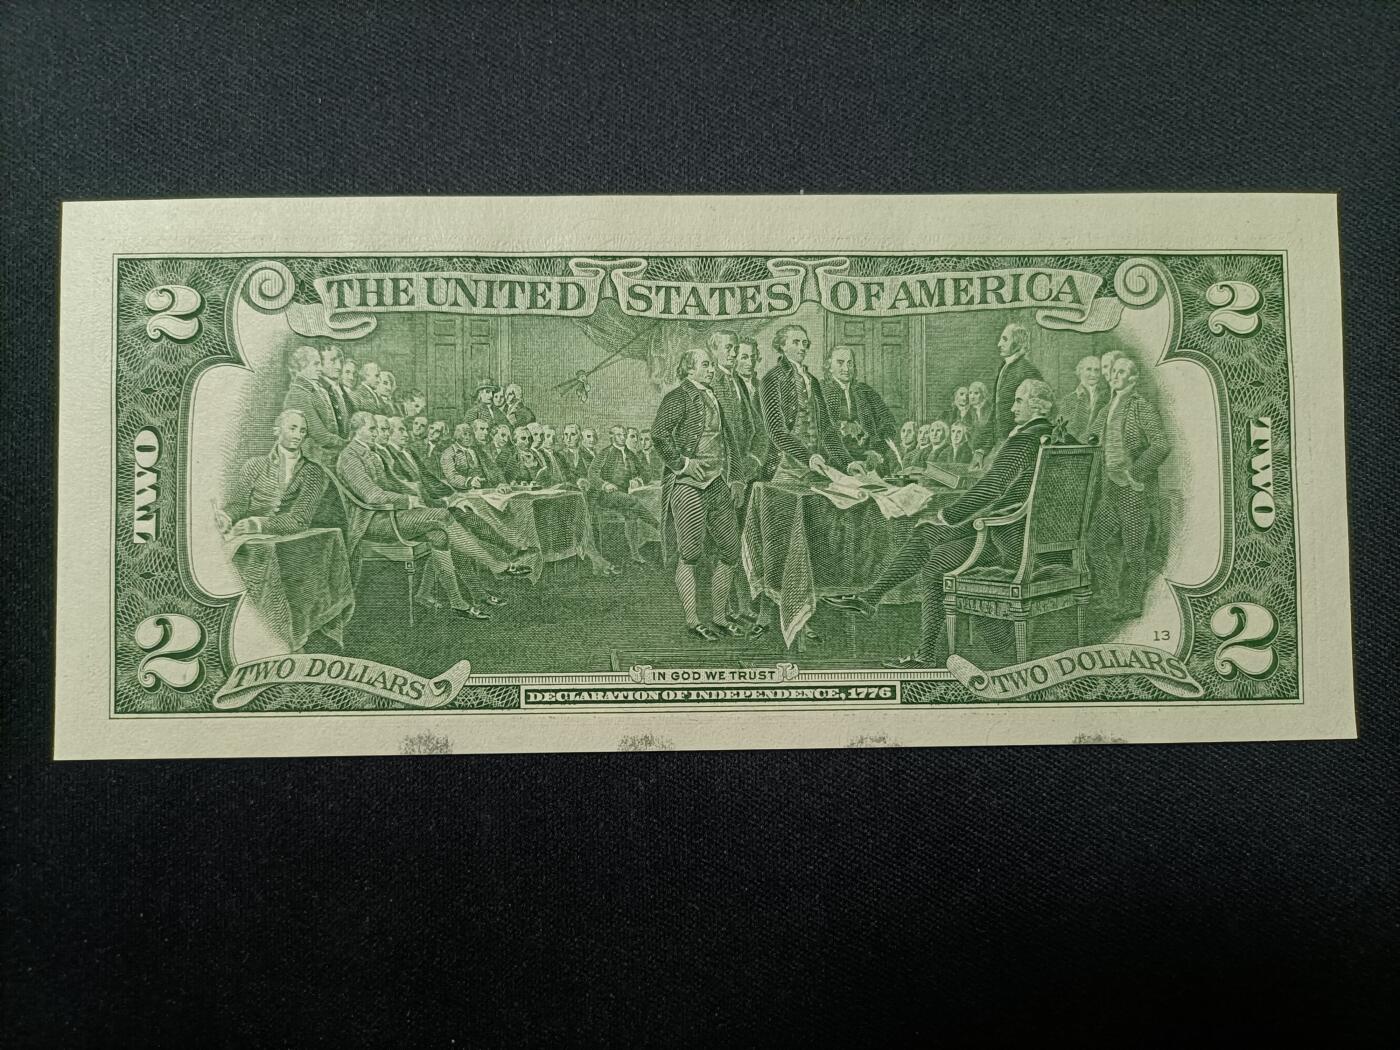 THE UNITED STATES OF AMERICA
2
2
TWO
TWO
13
2
2
TWO DOLLARS
IN GOD WE TRUST
TWO DOLLARS
DECLARATION OF INDEPENDENCE, 1776